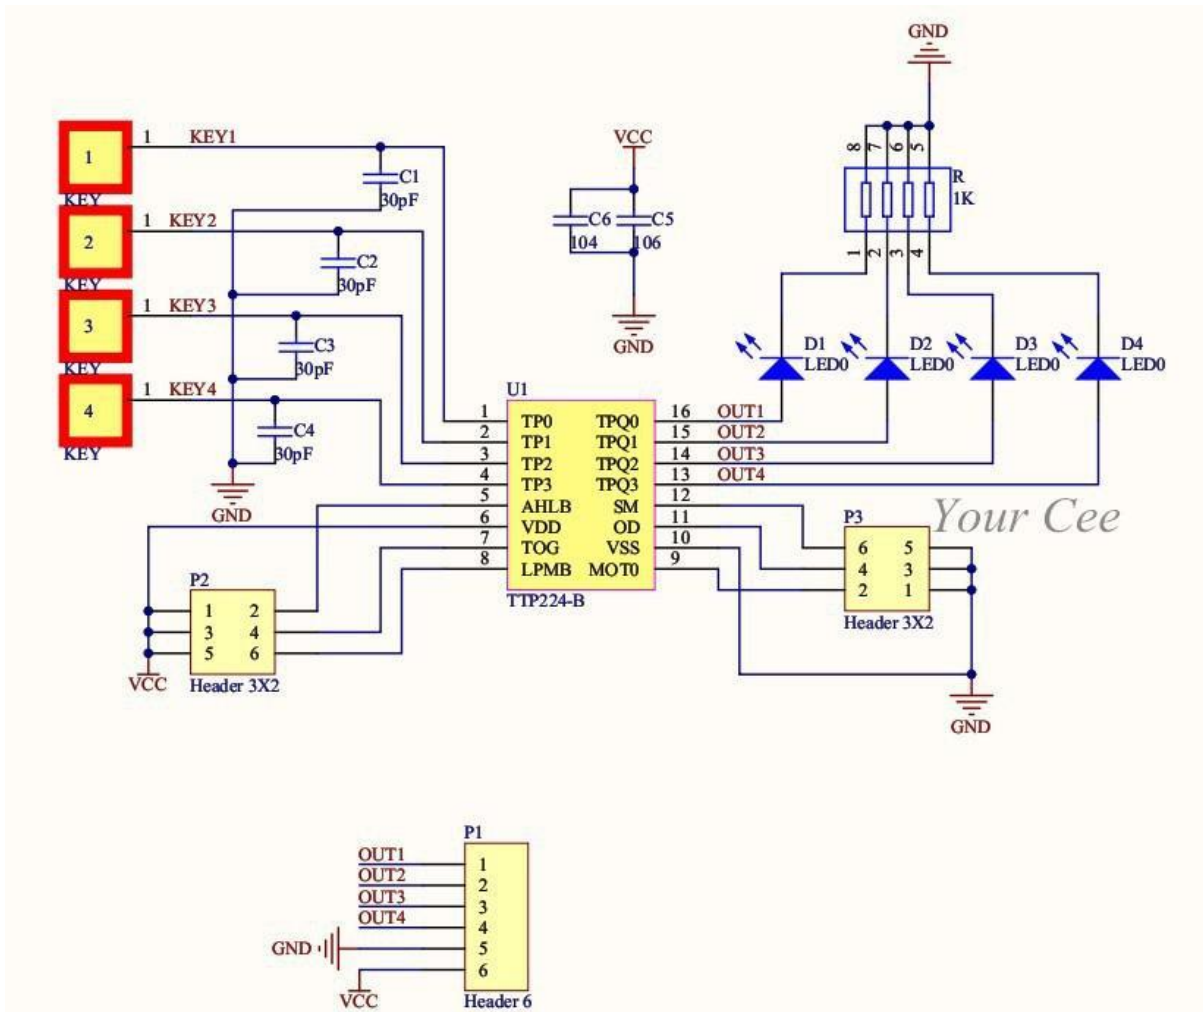 GND
1 KEY1
1
KEY
C1
30pF
1 KEY2
2
KEY
C2
30pF
1 KEY3
3
KEY
C3
30pF
1 KEY4
4
KEY
C4
30pF
GND
VCC
C6
104
C5
106
GND
8 7 6 5
R
1K
1 2 3 4
D1
LED0
D2
LED0
D3
LED0
D4
LED0
U1
1 TP0 TPQ0 16 OUT1
2 TP1 TPQ1 15 OUT2
3 TP2 TPQ2 14 OUT3
4 TP3 TPQ3 13 OUT4
5 AHLB SM 12
6 VDD OD 11
7 TOG VSS 10
8 LPMB MOT0 9
TTP224-B
P2
1 2
3 4
5 6
VCC
Header 3X2
Your Cee
P3
6 5
4 3
2 1
Header 3X2
GND
P1
OUT1 1
OUT2 2
OUT3 3
OUT4 4
GND 5
VCC 6
Header 6